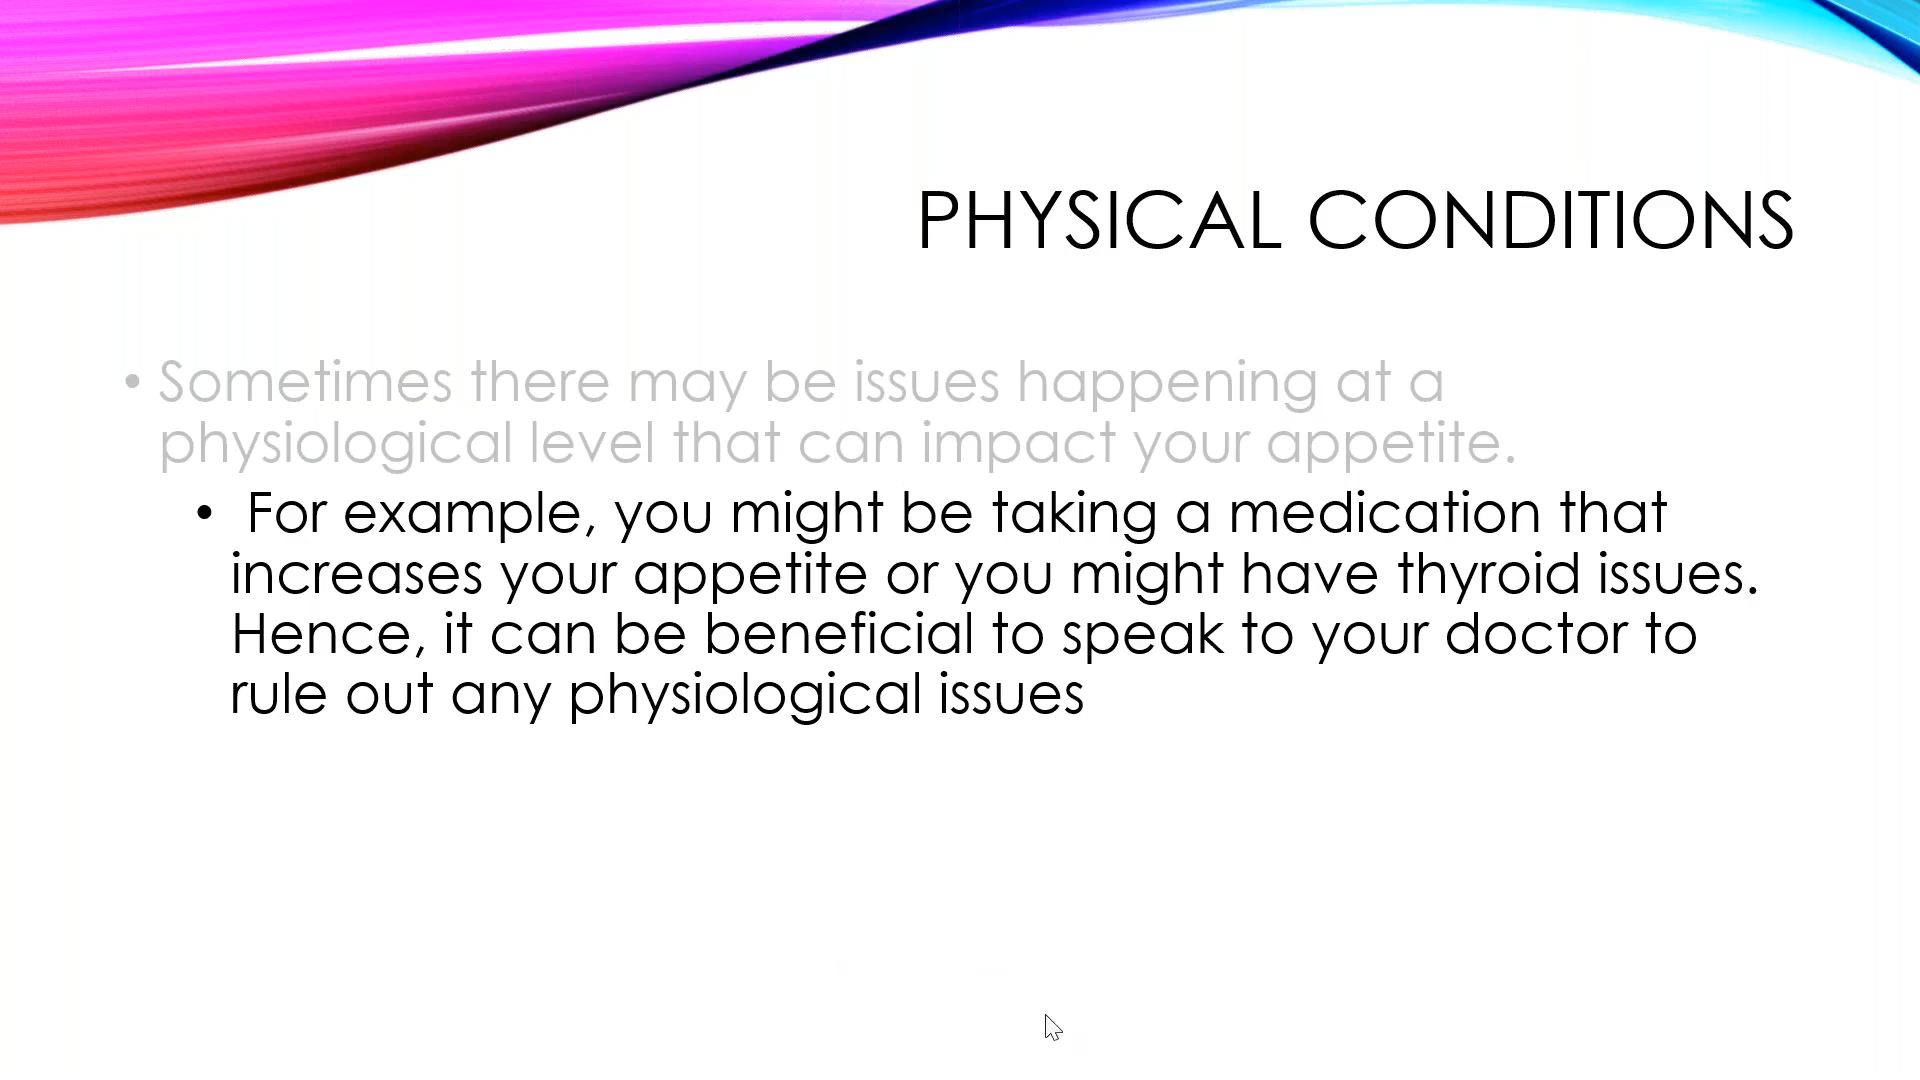 PHYSICAL CONDITIONS
• Sometimes there may be issues happening at a
physiological level that can impact your appetite.
• For example, you might be taking a medication that
increases your appetite or you might have thyroid issues.
Hence, it can be beneficial to speak to your doctor to
rule out any physiological issues